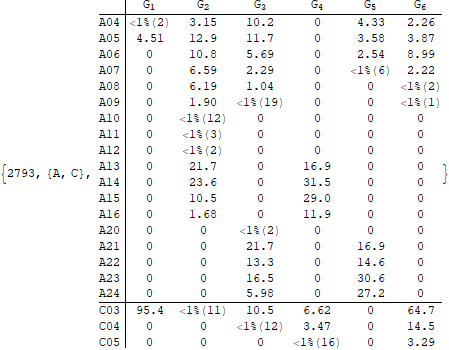 G1 G2 G3 G4 G5 G6
A04 <1%(2) 3.15 10.2 0 4.33 2.26
A05 4.51 12.9 11.7 0 3.58 3.87
A06 0 10.8 5.69 0 2.54 8.99
A07 0 6.59 2.29 0 <1%(6) 2.22
A08 0 6.19 1.04 0 0 <1%(2)
A09 0 1.90 <1%(19) 0 0 <1%(1)
A10 0 <1%(12) 0 0 0 0
A11 0 <1%(3) 0 0 0 0
A12 0 <1%(2) 0 0 0 0
A13 0 21.7 0 16.9 0 0
{2793, {A, C}, A14 0 23.6 0 31.5 0 0 }
A15 0 10.5 0 29.0 0 0
A16 0 1.68 0 11.9 0 0
A20 0 0 <1%(2) 0 0 0
A21 0 0 21.7 0 16.9 0
A22 0 0 13.3 0 14.6 0
A23 0 0 16.5 0 30.6 0
A24 0 0 5.98 0 27.2 0
C03 95.4 <1%(11) 10.5 6.62 0 64.7
C04 0 0 <1%(12) 3.47 0 14.5
C05 0 0 0 <1%(16) 0 3.29